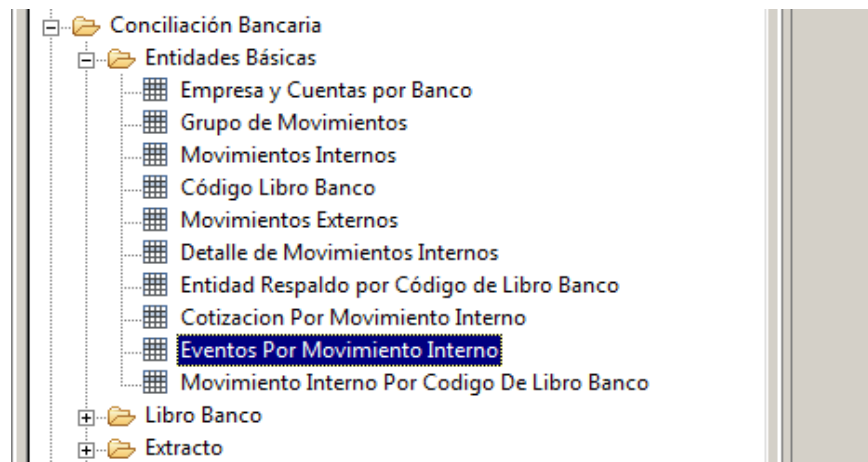 Conciliación Bancaria
Entidades Básicas
Empresa y Cuentas por Banco
Grupo de Movimientos
Movimientos Internos
Código Libro Banco
Movimientos Externos
Detalle de Movimientos Internos
Entidad Respaldo por Código de Libro Banco
Cotizacion Por Movimiento Interno
Eventos Por Movimiento Interno
Movimiento Interno Por Codigo De Libro Banco
Libro Banco
Extracto